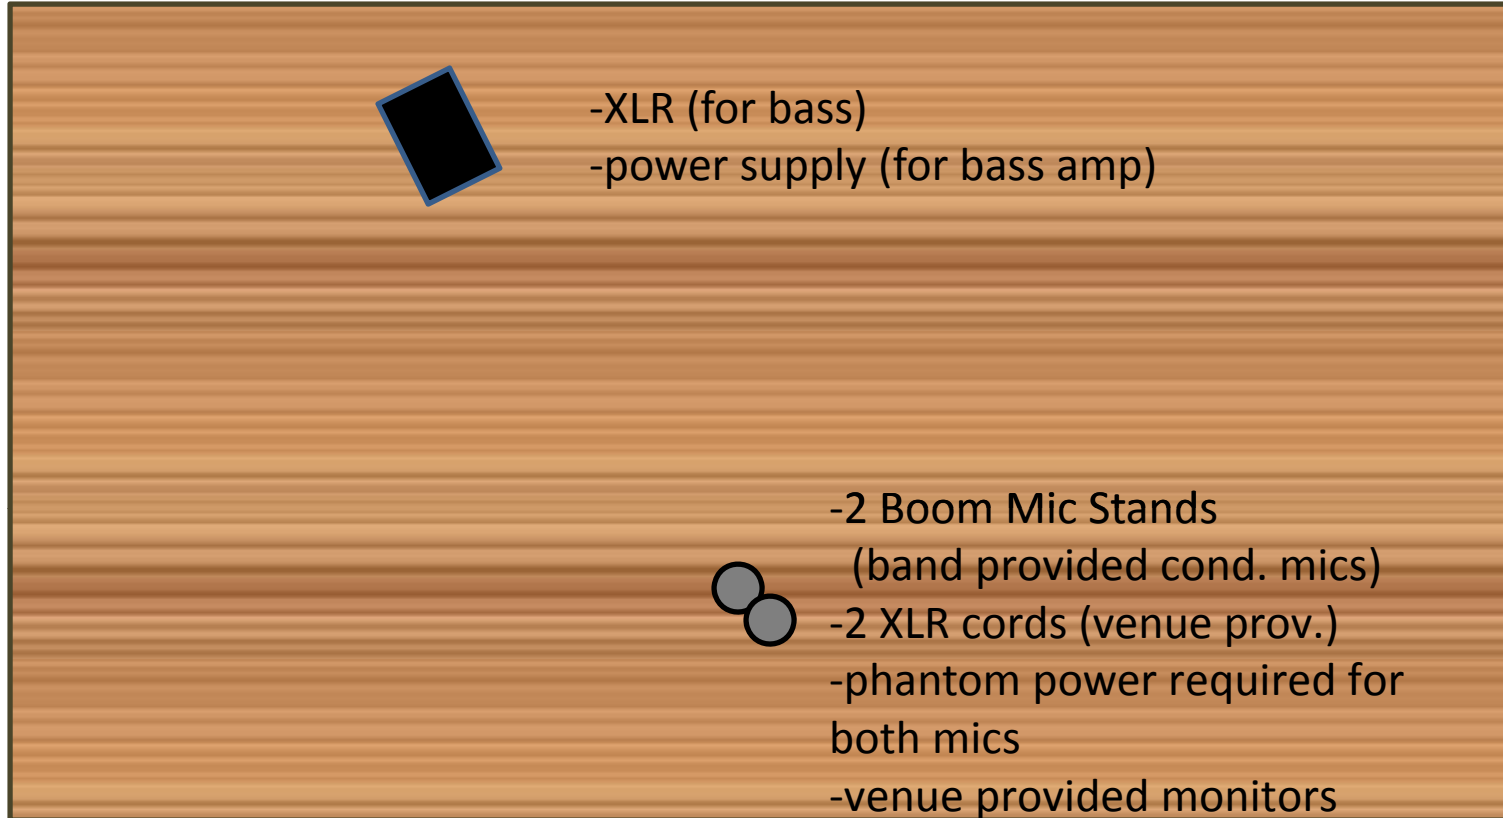 -XLR (for bass)
-power supply (for bass amp)
-2 Boom Mic Stands
(band provided cond. mics)
-2 XLR cords (venue prov.)
-phantom power required for
both mics
-venue provided monitors